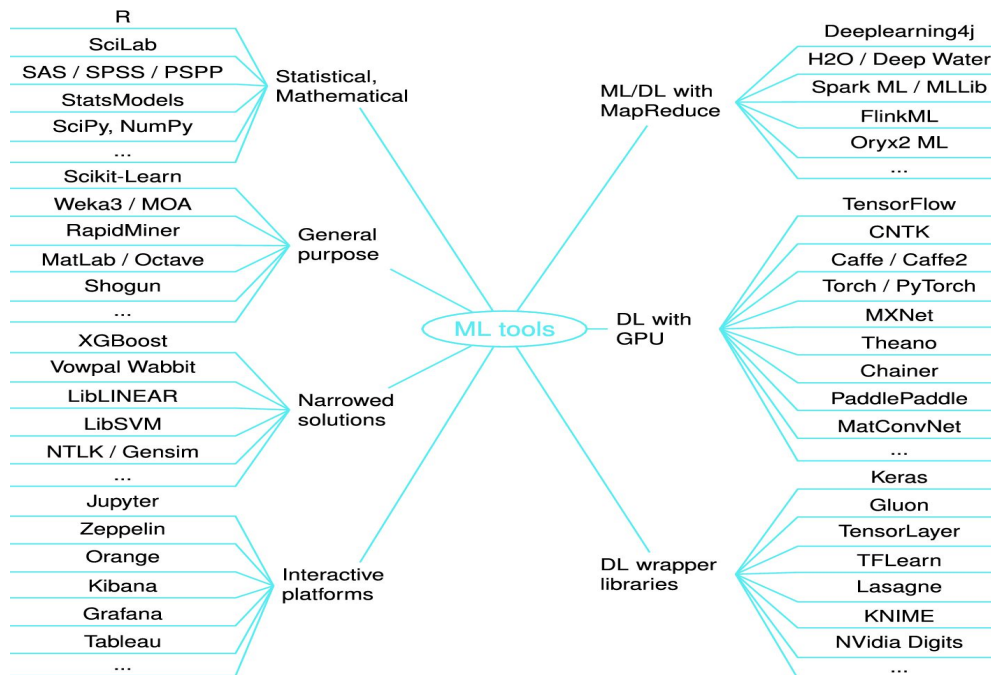 R
SciLab
SAS / SPSS / PSPP
StatsModels
SciPy, NumPy
...
Statistical,
Mathematical
Scikit-Learn
Weka3 / MOA
RapidMiner
MatLab / Octave
Shogun
...
General
purpose
XGBoost
Vowpal Wabbit
LibLINEAR
LibSVM
NTLK / Gensim
...
Narrowed
solutions
Jupyter
Zeppelin
Orange
Kibana
Grafana
Tableau
...
Interactive
platforms
ML tools
ML/DL with
MapReduce
Deeplearning4j
H2O / Deep Water
Spark ML / MLLib
FlinkML
Oryx2 ML
...
DL with
GPU
TensorFlow
CNTK
Caffe / Caffe2
Torch / PyTorch
MXNet
Theano
Chainer
PaddlePaddle
MatConvNet
...
DL wrapper
libraries
Keras
Gluon
TensorLayer
TFLearn
Lasagne
KNIME
NVidia Digits
...